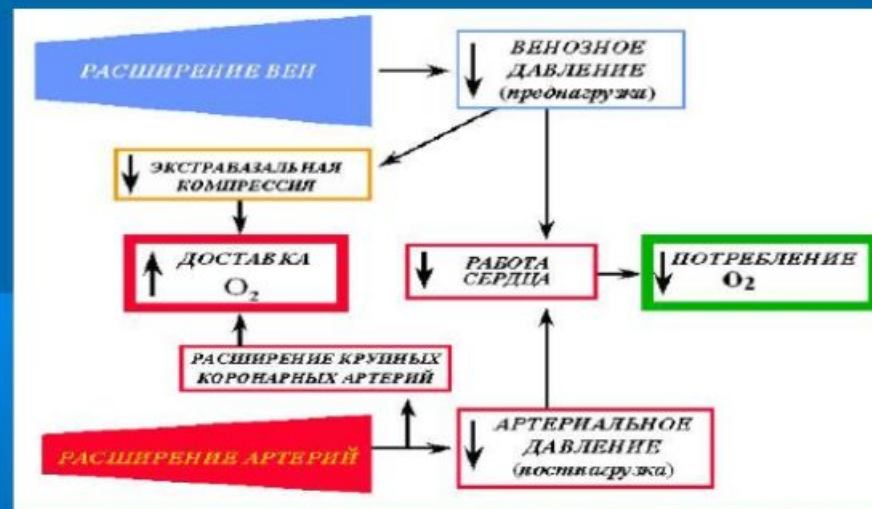 РАСШИРЕНИЕ ВЕН
ВЕНОЗНОЕ
ДАВЛЕНИЕ
(преднагрузка)
ЭКСТРАВАЗАЛЬНАЯ
КОМПРЕССИЯ
ДОСТАВКА
O₂
РАБОТА
СЕРДЦА
ПОТРЕБЛЕНИЕ
O₂
РАСШИРЕНИЕ КРУПНЫХ
КОРОНАРНЫХ АРТЕРИЙ
РАСШИРЕНИЕ АРТЕРИЙ
АРТЕРИАЛЬНОЕ
ДАВЛЕНИЕ
(постнагрузка)